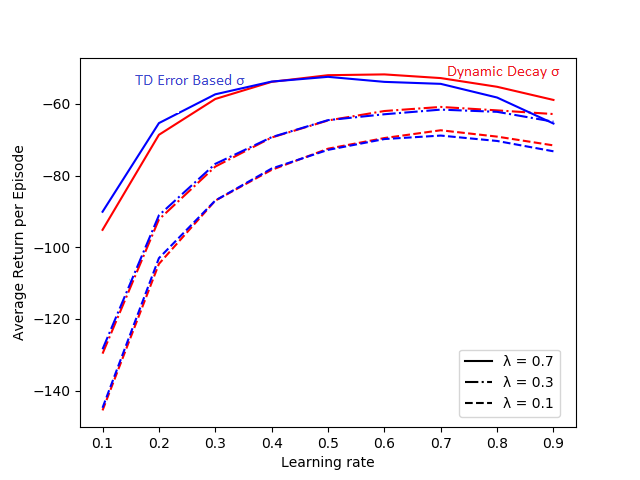 TD Error Based σ
Dynamic Decay σ
−60
−80
−100
−120
−140
Average Return per Episode
λ = 0.7
λ = 0.3
λ = 0.1
0.1 0.2 0.3 0.4 0.5 0.6 0.7 0.8 0.9
Learning rate